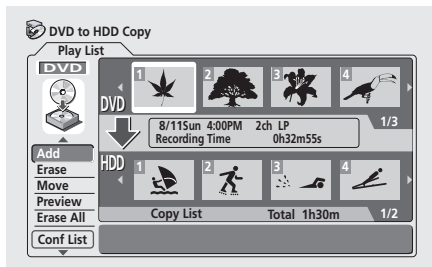 DVD to HDD Copy
Play List
DVD
DVD
1 2 3 4
8/11Sun 4:00PM 2ch LP 1/3
Recording Time 0h32m55s
Add
Erase
Move
Preview
Erase All
Conf List
HDD
1 2 3 4
Copy List Total 1h30m 1/2